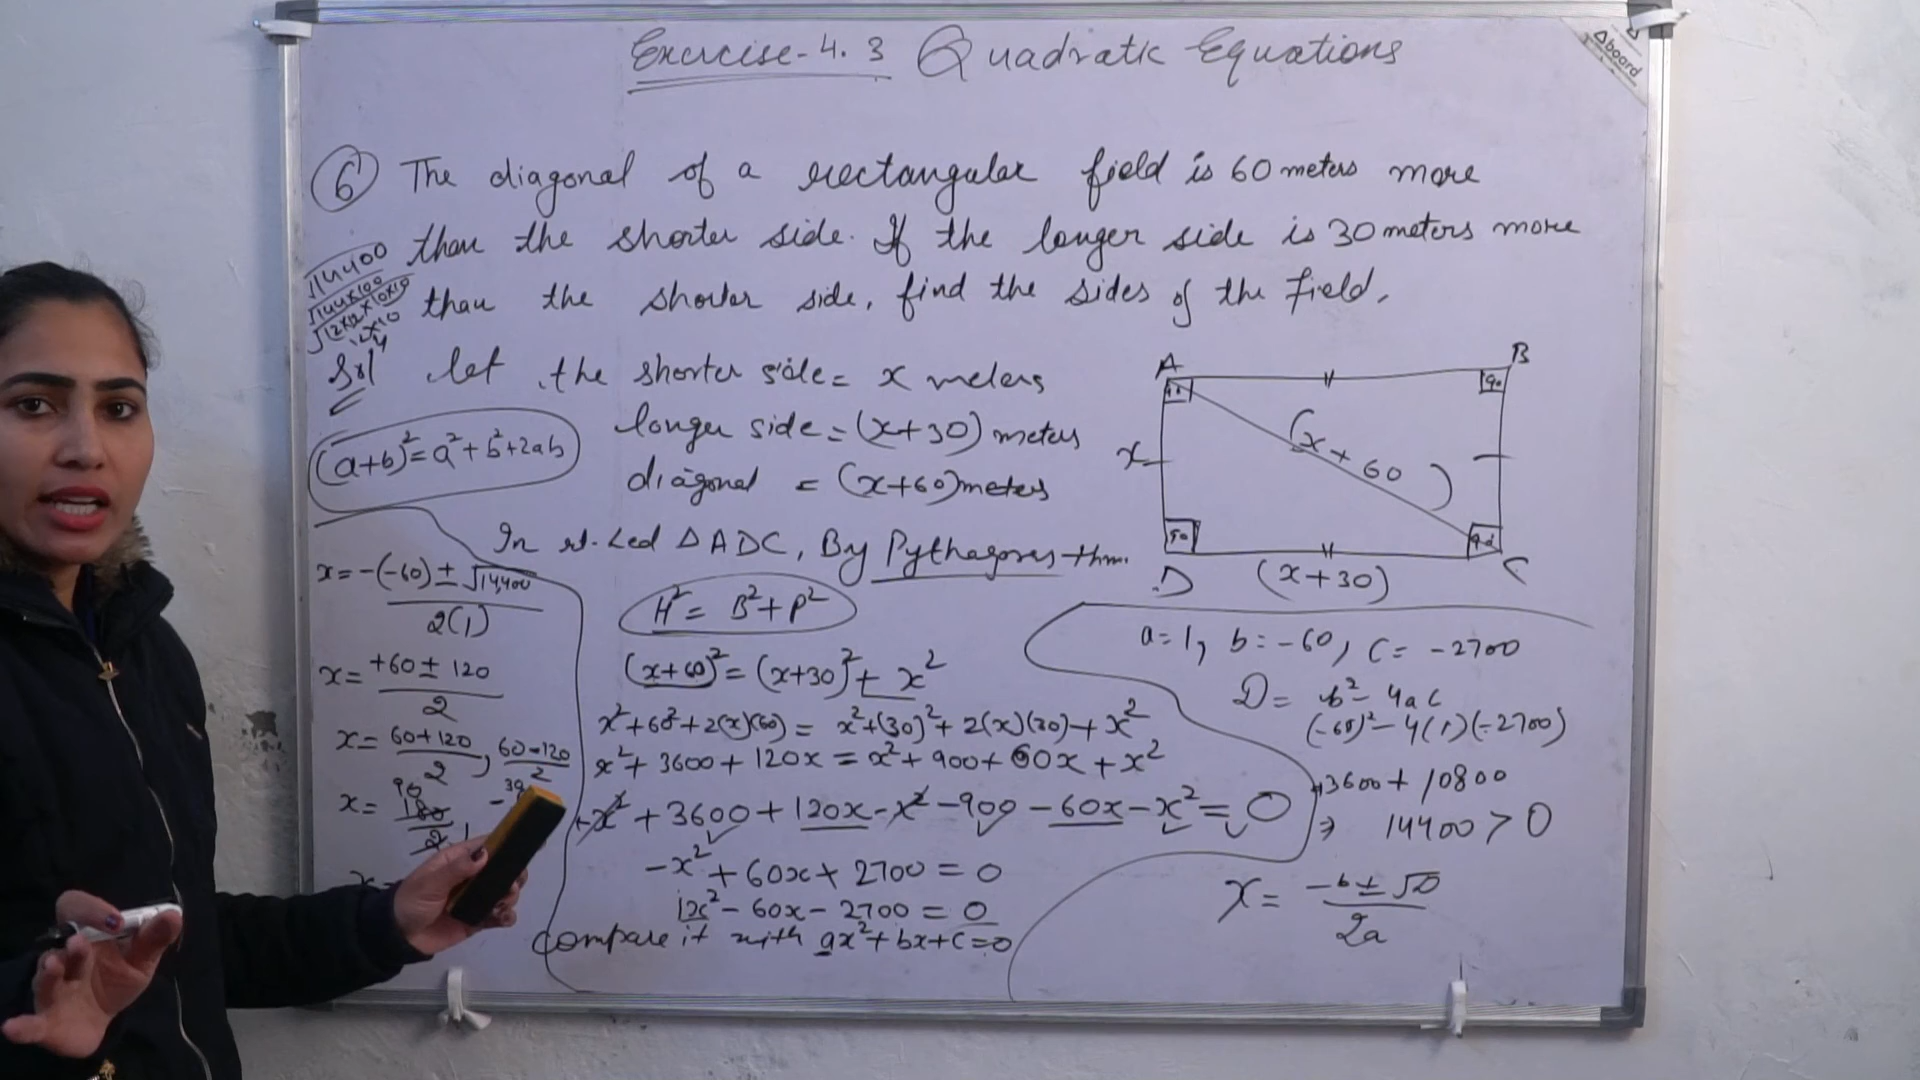 Exercise-4.3 Quadratic Equations
Aboard
6 The diagonal of a rectangular field is 60 meters more
than the shorter side. If the longer side is 30 meters more
than the shorter side, find the sides of the field.
√14400
√144×100
√12×12×10×10
12×10
Sol let the shorter side = x meters
longer side = (x+30) meters
diagonal = (x+60) meters
(a+b)² = a²+b²+2ab
A
B
x
(x+60)
90
D
(x+30)
C
In rt. ∠ed △ADC, By Pythagores thm.
H² = B²+P²
(x+60)² = (x+30)² + x²
x²+60²+2(x)(60) = x²+(30)²+2(x)(30)+x²
x²+3600+120x = x²+900+60x+x²
x²+3600+120x-x²-900-60x-x²=0
-x²+60x+2700=0
1x²-60x-2700=0
compare it with ax²+bx+c=0
a=1, b=-60, c=-2700
D= b²-4ac
(-60)²-4(1)(-2700)
3600+10800
⇒ 14400>0
x= -b±√D
2a
x= -(-60)±√14,400
2(1)
x= +60±120
2
x= 60+120 , 60-120
2 2
90 -30
x= 180
2